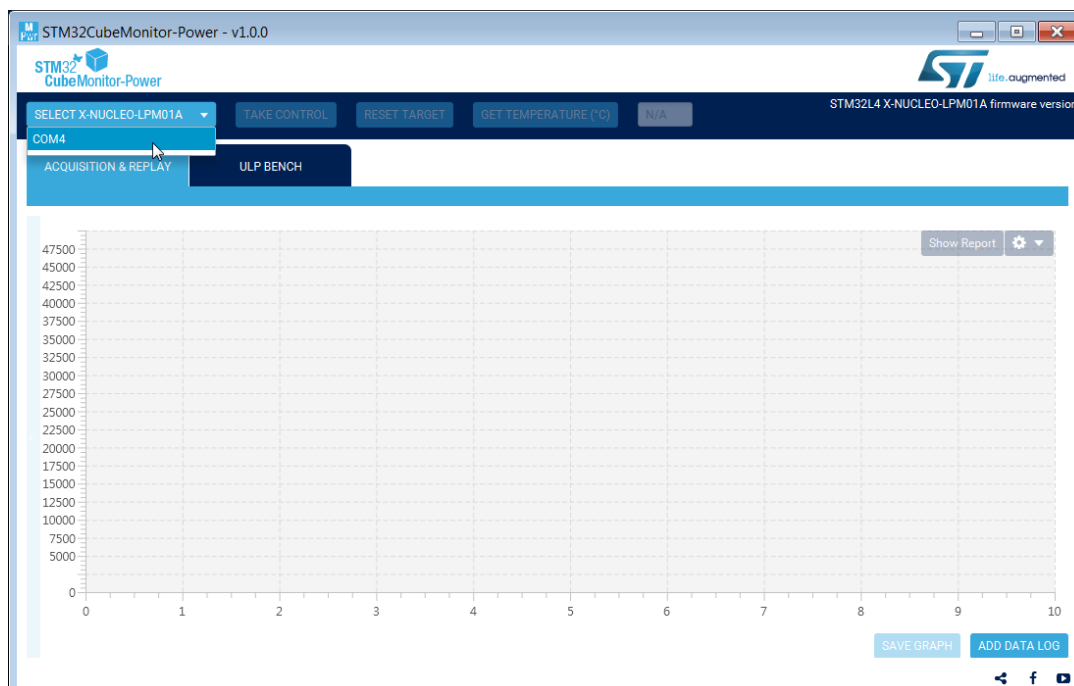 M
PWR
STM32CubeMonitor-Power - v1.0.0
STM32
CubeMonitor-Power
life.augmented
SELECT X-NUCLEO-LPM01A
TAKE CONTROL
RESET TARGET
GET TEMPERATURE (°C)
N/A
STM32L4 X-NUCLEO-LPM01A firmware version
COM4
ACQUISITION & REPLAY
ULP BENCH
Show Report
47500
45000
42500
40000
37500
35000
32500
30000
27500
25000
22500
20000
17500
15000
12500
10000
7500
5000
0
0 1 2 3 4 5 6 7 8 9 10
SAVE GRAPH
ADD DATA LOG